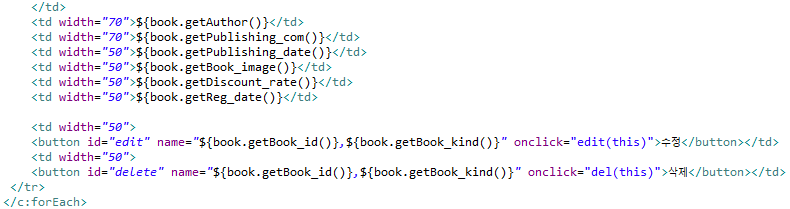 </td>
<td width="70">${book.getAuthor()}</td>
<td width="70">${book.getPublishing_com()}</td>
<td width="50">${book.getPublishing_date()}</td>
<td width="50">${book.getBook_image()}</td>
<td width="50">${book.getDiscount_rate()}</td>
<td width="50">${book.getReg_date()}</td>
<td width="50">
<button id="edit" name="${book.getBook_id()},${book.getBook_kind()}" onclick="edit(this)">수정</button></td>
<td width="50">
<button id="delete" name="${book.getBook_id()},${book.getBook_kind()}" onclick="del(this)">삭제</button></td>
</tr>
</c:forEach>